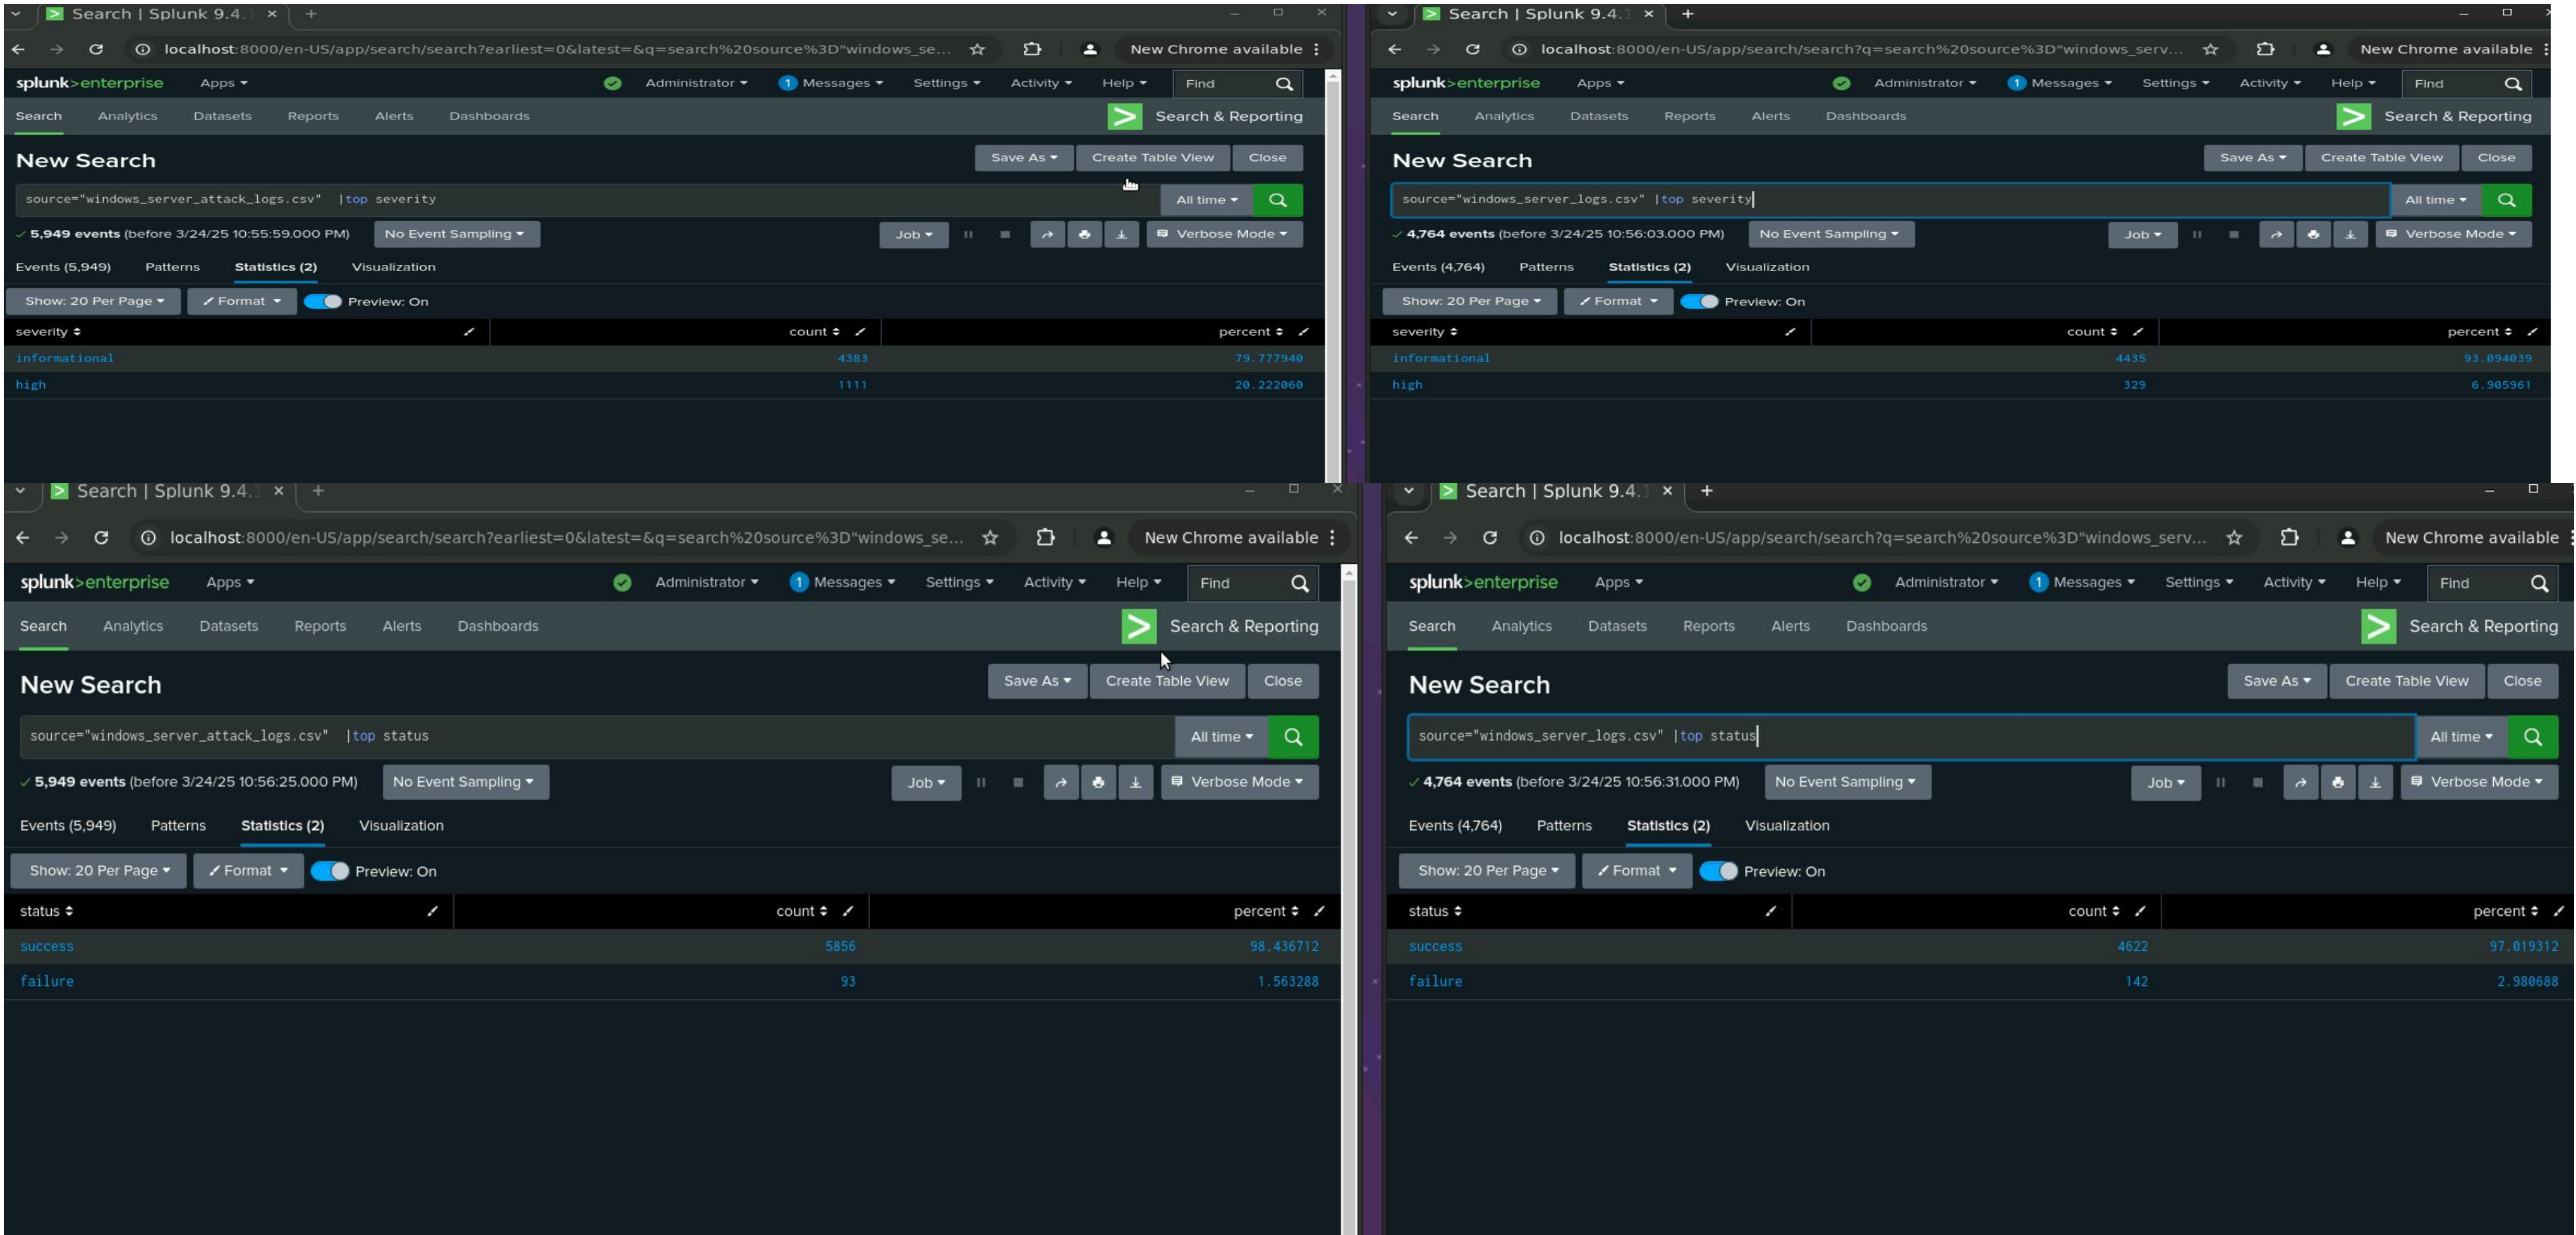 Search | Splunk 9.4.
localhost:8000/en-US/app/search/search?earliest=0&latest=&q=search%20source%3D"windows_se... New Chrome available
splunk>enterprise Apps Administrator 1 Messages Settings Activity Help Find
Search Analytics Datasets Reports Alerts Dashboards Search & Reporting
New Search Save As Create Table View Close
source="windows_server_attack_logs.csv" |top severity All time
5,949 events (before 3/24/25 10:55:59.000 PM) No Event Sampling Job Verbose Mode
Events (5,949) Patterns Statistics (2) Visualization
Show: 20 Per Page Format Preview: On
severity count percent
informational 4383 79.777940
high 1111 20.222060
Search | Splunk 9.4.
localhost:8000/en-US/app/search/search?q=search%20source%3D"windows_serv... New Chrome available
splunk>enterprise Apps Administrator 1 Messages Settings Activity Help Find
Search Analytics Datasets Reports Alerts Dashboards Search & Reporting
New Search Save As Create Table View Close
source="windows_server_logs.csv" |top severity All time
4,764 events (before 3/24/25 10:56:03.000 PM) No Event Sampling Job Verbose Mode
Events (4,764) Patterns Statistics (2) Visualization
Show: 20 Per Page Format Preview: On
severity count percent
informational 4435 93.094039
high 329 6.905961
Search | Splunk 9.4.
localhost:8000/en-US/app/search/search?earliest=0&latest=&q=search%20source%3D"windows_se... New Chrome available
splunk>enterprise Apps Administrator 1 Messages Settings Activity Help Find
Search Analytics Datasets Reports Alerts Dashboards Search & Reporting
New Search Save As Create Table View Close
source="windows_server_attack_logs.csv" |top status All time
5,949 events (before 3/24/25 10:56:25.000 PM) No Event Sampling Job Verbose Mode
Events (5,949) Patterns Statistics (2) Visualization
Show: 20 Per Page Format Preview: On
status count percent
success 5856 98.436712
failure 93 1.563288
Search | Splunk 9.4.
localhost:8000/en-US/app/search/search?q=search%20source%3D"windows_serv... New Chrome available
splunk>enterprise Apps Administrator 1 Messages Settings Activity Help Find
Search Analytics Datasets Reports Alerts Dashboards Search & Reporting
New Search Save As Create Table View Close
source="windows_server_logs.csv" |top status All time
4,764 events (before 3/24/25 10:56:31.000 PM) No Event Sampling Job Verbose Mode
Events (4,764) Patterns Statistics (2) Visualization
Show: 20 Per Page Format Preview: On
status count percent
success 4622 97.019312
failure 142 2.980688